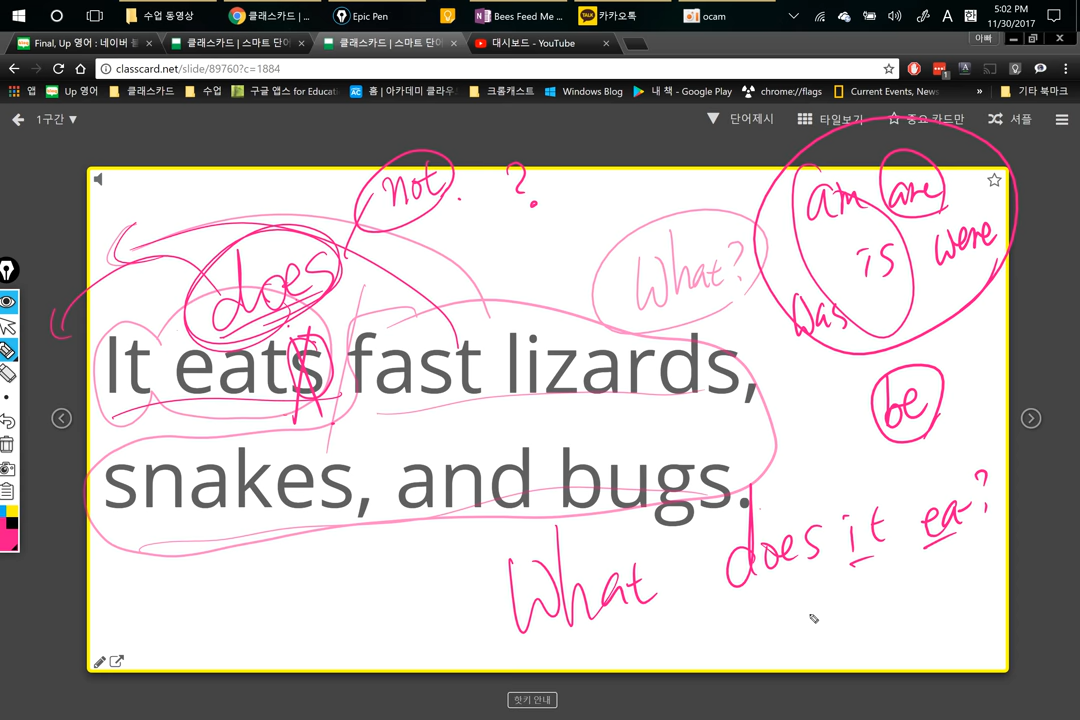 수업 동영상
클래스카드 | ...
Epic Pen
Bees Feed Me ...
카카오톡
ocam
A
한
5:02 PM
11/30/2017
Final, Up 영어 : 네이버 블
클래스카드 | 스마트 단어
클래스카드 | 스마트 단어
대시보드 - YouTube
아빠
classcard.net/slide/89760?c=1884
앱
Up 영어
클래스카드
수업
구글 앱스 for Educati
홈 | 아카데미 클라우
크롬캐스트
Windows Blog
내 책 - Google Play
chrome://flags
Current Events, News
»
기타 북마크
1구간 ▼
단어제시
타일보기
중요 카드만
셔플
not. ?
am are
is were
was
does
What?
It eats fast lizards,
be
snakes, and bugs.
What does it eat?
핫키 안내